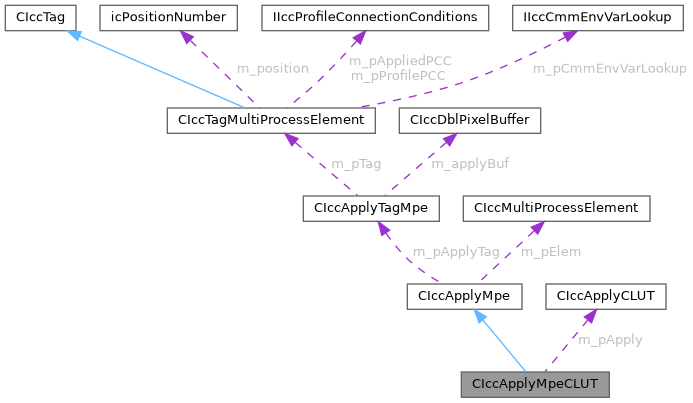 CIccTag
icPositionNumber
IIccProfileConnectionConditions
IIccCmmEnvVarLookup
m_position
m_pAppliedPCC
m_pProfilePCC
m_pCmmEnvVarLookup
CIccTagMultiProcessElement
CIccDblPixelBuffer
m_pTag
m_applyBuf
CIccApplyTagMpe
CIccMultiProcessElement
m_pApplyTag
m_pElem
CIccApplyMpe
CIccApplyCLUT
m_pApply
CIccApplyMpeCLUT